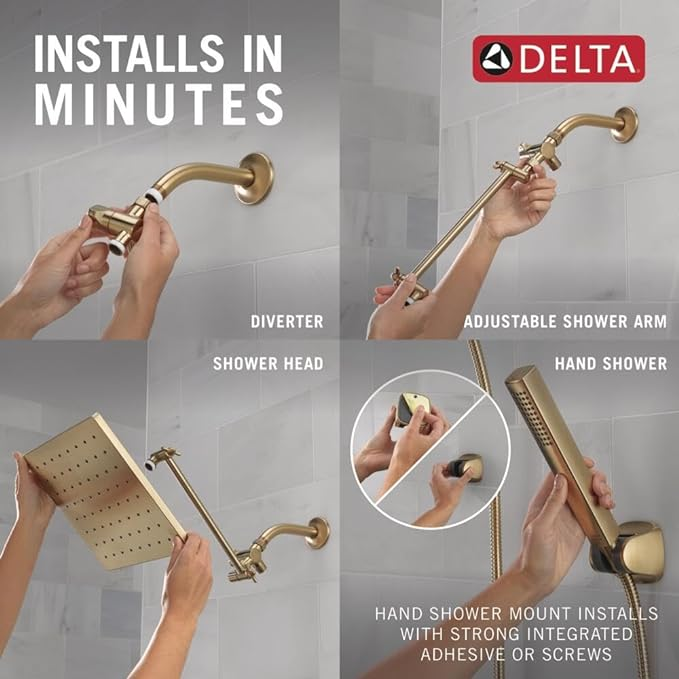 INSTALLS IN
MINUTES
DELTA
DIVERTER
ADJUSTABLE SHOWER ARM
SHOWER HEAD
HAND SHOWER
HAND SHOWER MOUNT INSTALLS
WITH STRONG INTEGRATED
ADHESIVE OR SCREWS